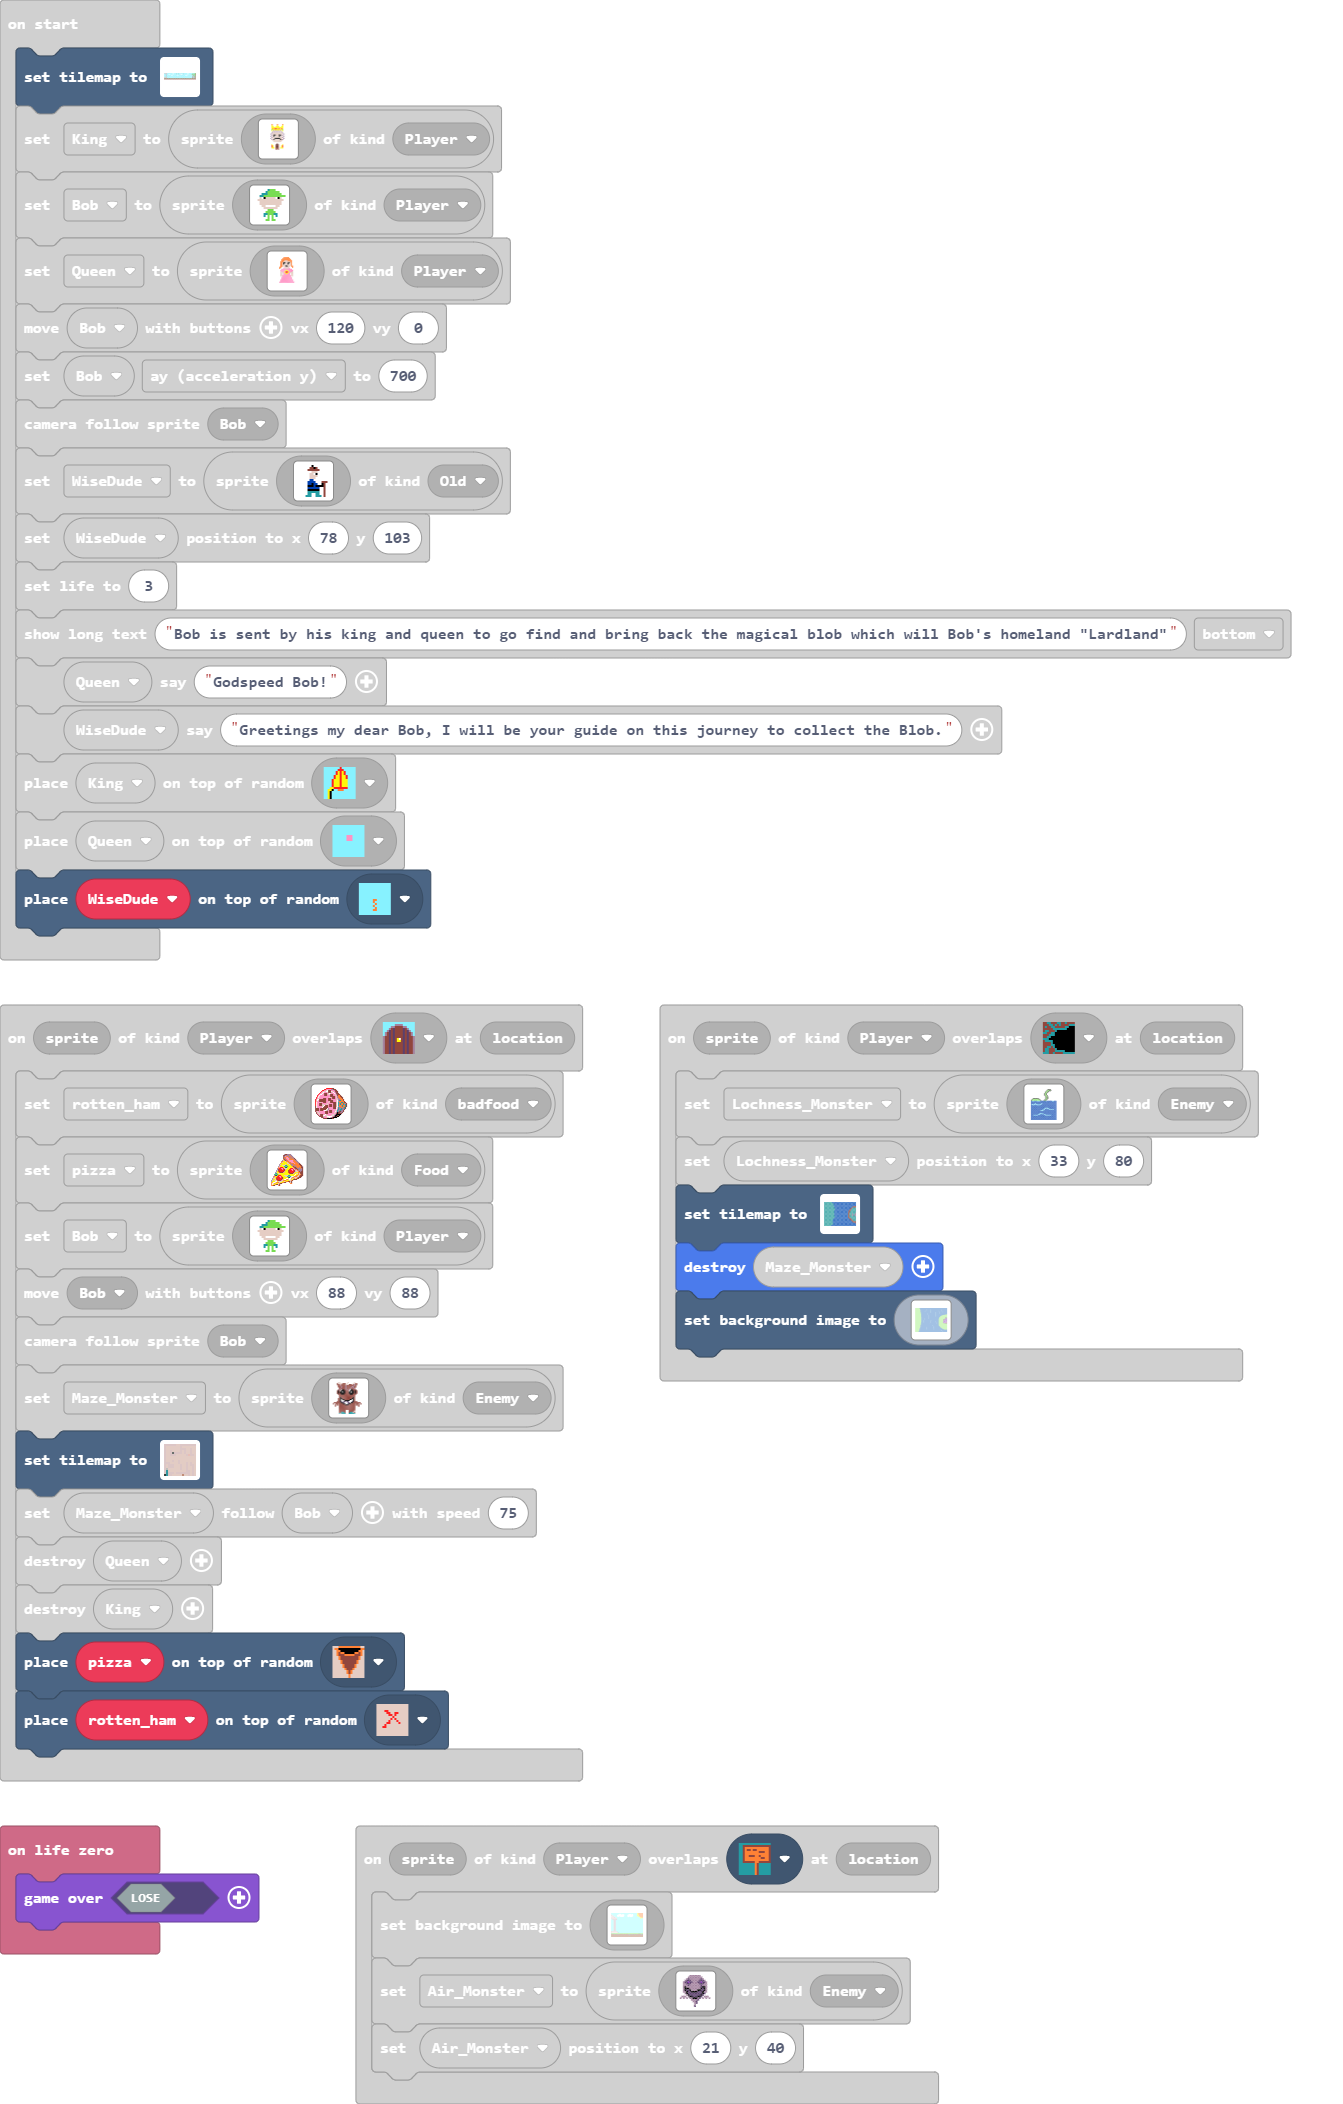 on start
set tilemap to
set King to sprite of kind Player
set Bob to sprite of kind Player
set Queen to sprite of kind Player
move Bob with buttons vx 120 vy 0
set Bob ay (acceleration y) to 700
camera follow sprite Bob
set WiseDude to sprite of kind Old
set WiseDude position to x 78 y 103
set life to 3
show long text "Bob is sent by his king and queen to go find and bring back the magical blob which will Bob's homeland "Lardland"" bottom
Queen say "Godspeed Bob!"
WiseDude say "Greetings my dear Bob, I will be your guide on this journey to collect the Blob."
place King on top of random
place Queen on top of random
place WiseDude on top of random
on sprite of kind Player overlaps at location
set rotten_ham to sprite of kind badfood
set pizza to sprite of kind Food
set Bob to sprite of kind Player
move Bob with buttons vx 88 vy 88
camera follow sprite Bob
set Maze_Monster to sprite of kind Enemy
set tilemap to
set Maze_Monster follow Bob with speed 75
destroy Queen
destroy King
place pizza on top of random
place rotten_ham on top of random
on sprite of kind Player overlaps at location
set Lochness_Monster to sprite of kind Enemy
set Lochness_Monster position to x 33 y 80
set tilemap to
destroy Maze_Monster
set background image to
on life zero
game over LOSE
on sprite of kind Player overlaps at location
set background image to
set Air_Monster to sprite of kind Enemy
set Air_Monster position to x 21 y 40